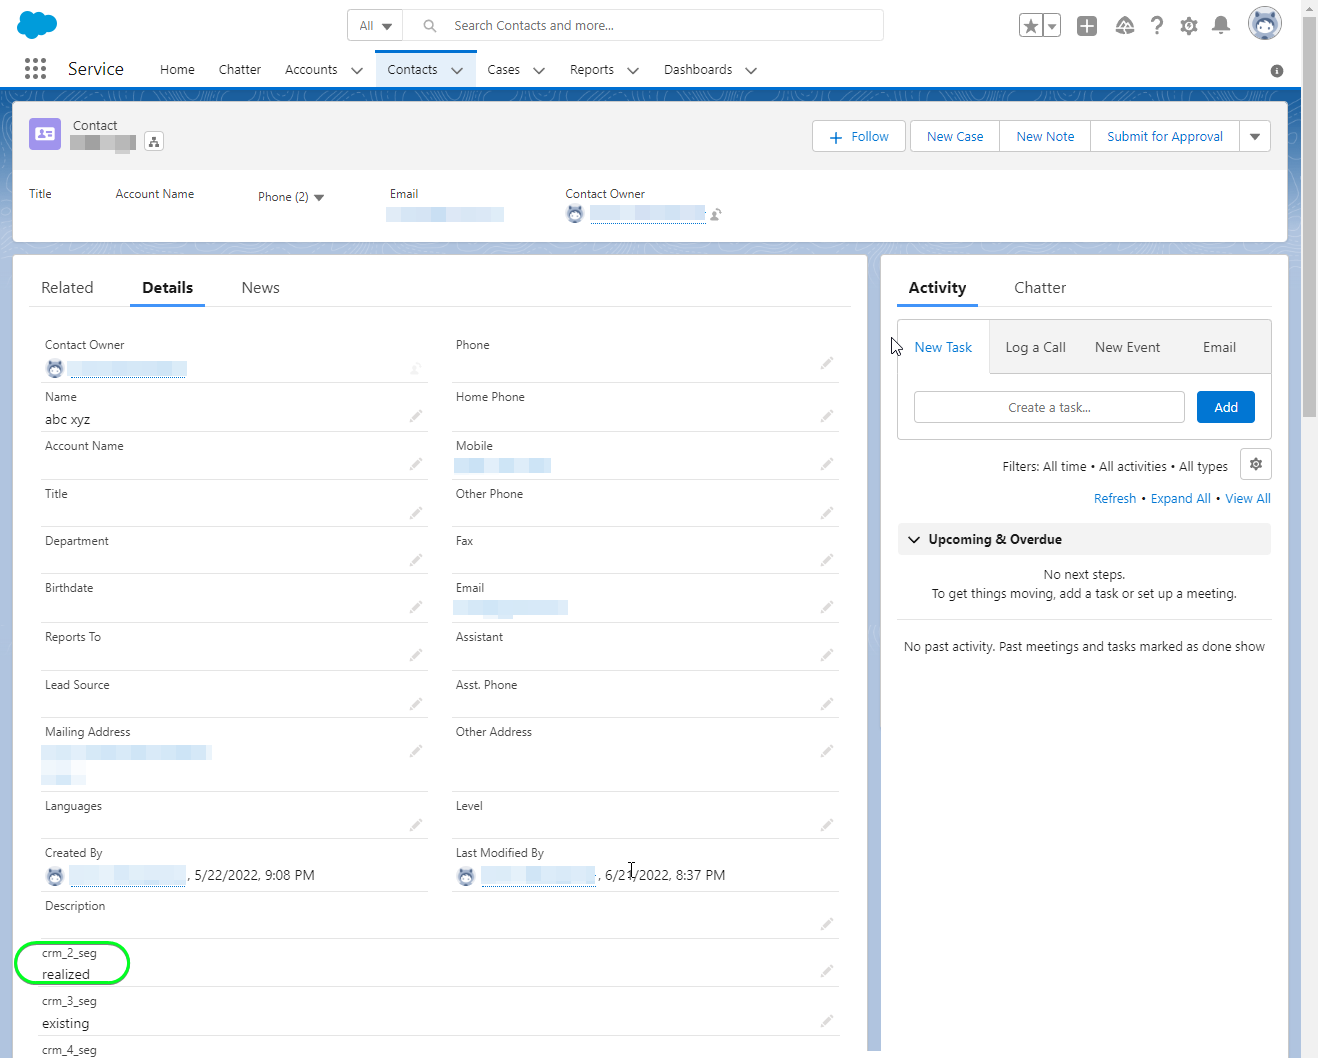 All
Search Contacts and more...
Service
Home
Chatter
Accounts
Contacts
Cases
Reports
Dashboards
Contact
Follow
New Case
New Note
Submit for Approval
Title
Account Name
Phone (2)
Email
Contact Owner
Related
Details
News
Contact Owner
Phone
Name
abc xyz
Home Phone
Account Name
Mobile
Title
Other Phone
Department
Fax
Birthdate
Email
Reports To
Assistant
Lead Source
Asst. Phone
Mailing Address
Other Address
Languages
Level
Created By
, 5/22/2022, 9:08 PM
Last Modified By
, 6/21/2022, 8:37 PM
Description
crm_2_seg
realized
crm_3_seg
existing
crm_4_seg
Activity
Chatter
New Task
Log a Call
New Event
Email
Create a task...
Add
Filters: All time • All activities • All types
Refresh • Expand All • View All
Upcoming & Overdue
No next steps.
To get things moving, add a task or set up a meeting.
No past activity. Past meetings and tasks marked as done show